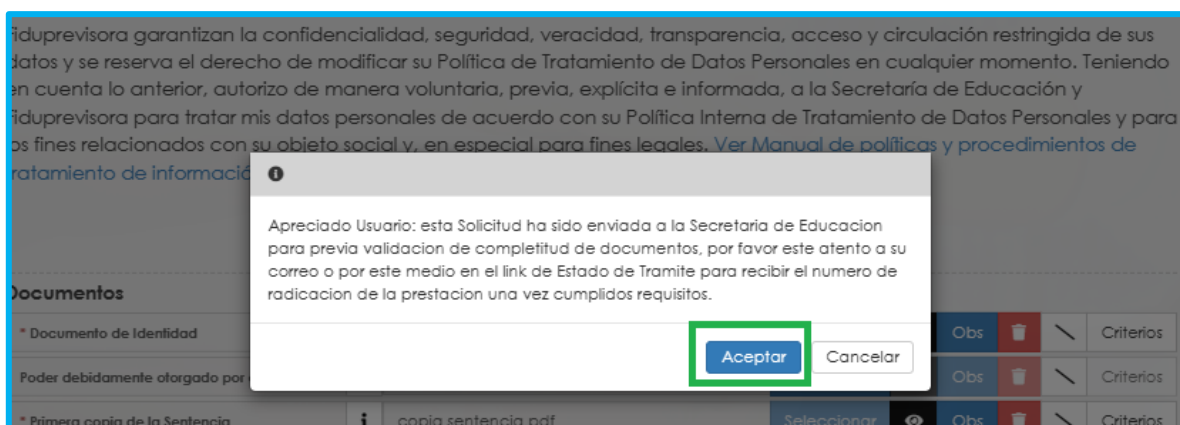 Fiduprevisora garantizan la confidencialidad, seguridad, veracidad, transparencia, acceso y circulación restringida de sus
datos y se reserva el derecho de modificar su Política de Tratamiento de Datos Personales en cualquier momento. Teniendo
en cuenta lo anterior, autorizo de manera voluntaria, previa, explícita e informada, a la Secretaría de Educación y
Fiduprevisora para tratar mis datos personales de acuerdo con su Política Interna de Tratamiento de Datos Personales y para
los fines relacionados con su objeto social y, en especial para fines legales. Ver Manual de políticas y procedimientos de
tratamiento de informació
Apreciado Usuario: esta Solicitud ha sido enviada a la Secretaria de Educacion
para previa validacion de completitud de documentos, por favor este atento a su
correo o por este medio en el link de Estado de Tramite para recibir el numero de
radicacion de la prestacion una vez cumplidos requisitos.
Aceptar Cancelar
Documentos
* Documento de Identidad Obs Criterios
Poder debidamente otorgado por Obs Criterios
* Primera copia de la Sentencia copia sentencia.pdf Seleccionar Obs Criterios